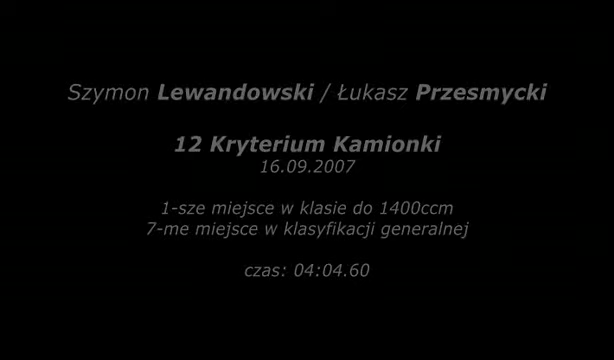 Szymon Lewandowski / Łukasz Przesmycki
12 Kryterium Kamionki
16.09.2007
1-sze miejsce w klasie do 1400ccm
7-me miejsce w klasyfikacji generalnej
czas: 04:04.60